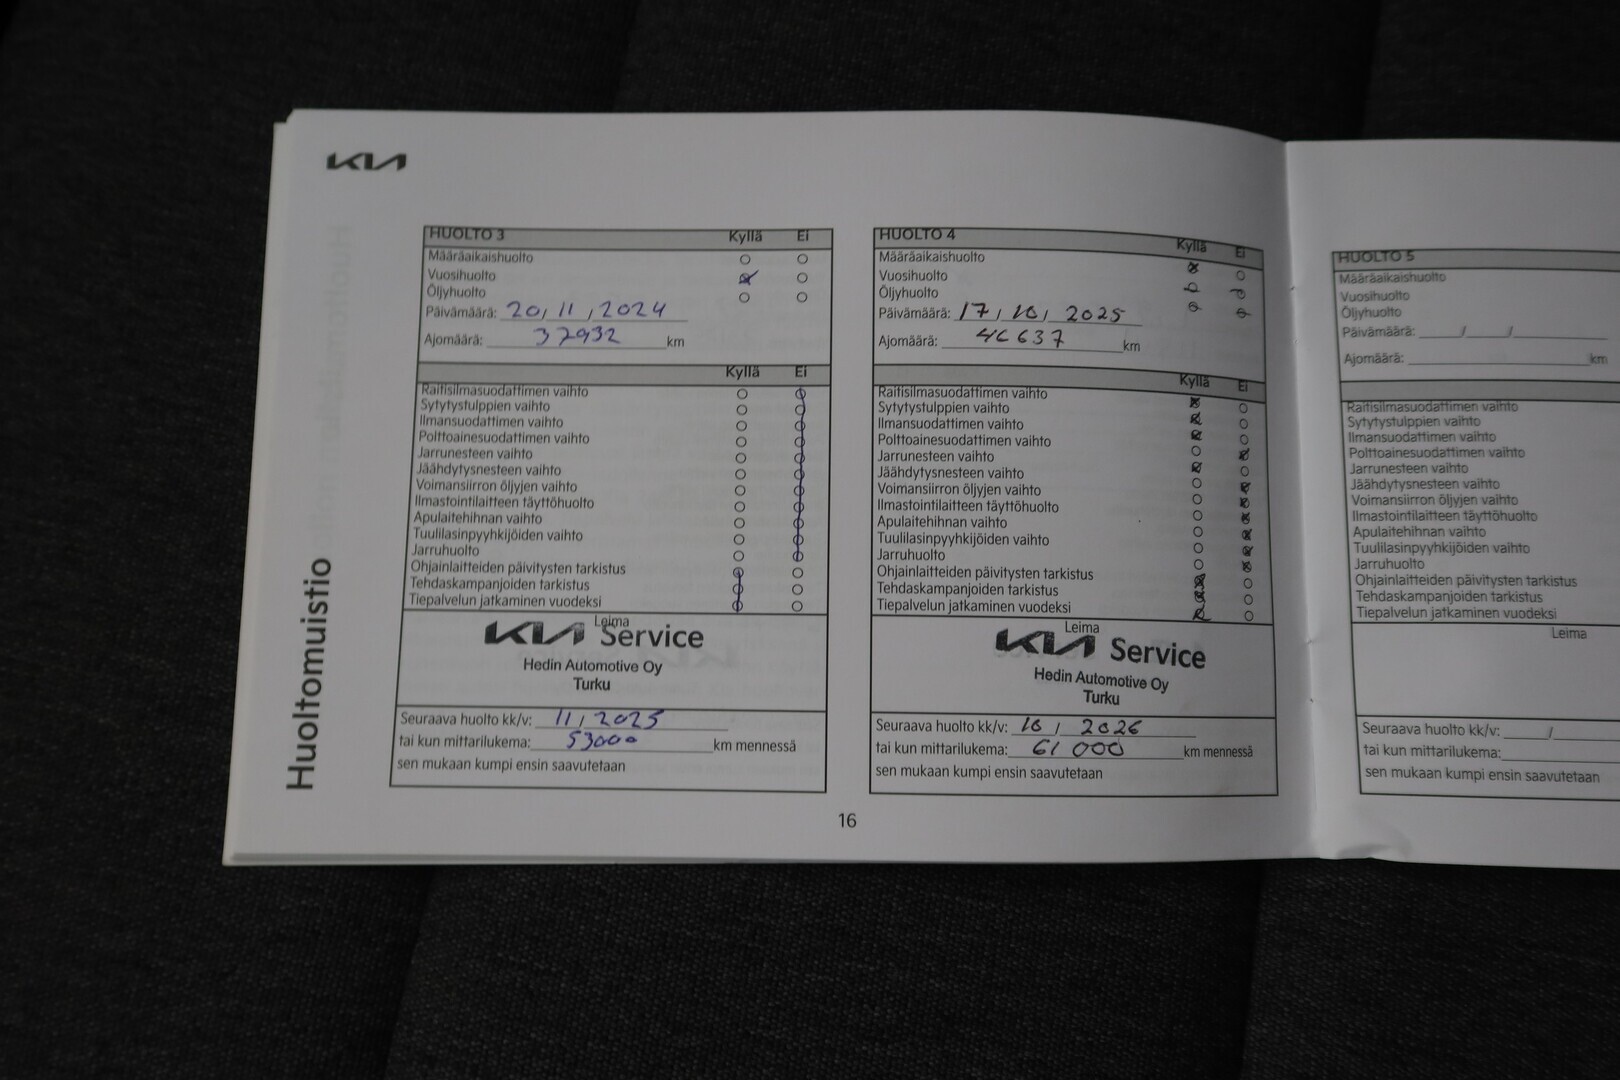 KIA
Huoltomuistio
HUOLTO 3 Kyllä Ei
Määräaikaishuolto
Vuosihuolto
Öljyhuolto
Päivämäärä: 20, 11, 2024
Ajomäärä: 37932 km
Kyllä Ei
Raitisilmasuodattimen vaihto
Sytytystulppien vaihto
Ilmansuodattimen vaihto
Polttoainesuodattimen vaihto
Jarrunesteen vaihto
Jäähdytysnesteen vaihto
Voimansiirron öljyjen vaihto
Ilmastointilaitteen täyttöhuolto
Apulaitehihnan vaihto
Tuulilasinpyyhkijöiden vaihto
Jarruhuolto
Ohjainlaitteiden päivitysten tarkistus
Tehdaskampanjoiden tarkistus
Tiepalvelun jatkaminen vuodeksi
Leima
KIA Service
Hedin Automotive Oy
Turku
Seuraava huolto kk/v: 11, 2025
tai kun mittarilukema: 53000 km mennessä
sen mukaan kumpi ensin saavutetaan
HUOLTO 4 Kyllä Ei
Määräaikaishuolto
Vuosihuolto
Öljyhuolto
Päivämäärä: 17, 10, 2025
Ajomäärä: 46637 km
Kyllä Ei
Raitisilmasuodattimen vaihto
Sytytystulppien vaihto
Ilmansuodattimen vaihto
Polttoainesuodattimen vaihto
Jarrunesteen vaihto
Jäähdytysnesteen vaihto
Voimansiirron öljyjen vaihto
Ilmastointilaitteen täyttöhuolto
Apulaitehihnan vaihto
Tuulilasinpyyhkijöiden vaihto
Jarruhuolto
Ohjainlaitteiden päivitysten tarkistus
Tehdaskampanjoiden tarkistus
Tiepalvelun jatkaminen vuodeksi
Leima
KIA Service
Hedin Automotive Oy
Turku
Seuraava huolto kk/v: 10, 2026
tai kun mittarilukema: 61 000 km mennessä
sen mukaan kumpi ensin saavutetaan
16
HUOLTO 5
Määräaikaishuolto
Vuosihuolto
Öljyhuolto
Päivämäärä: / /
Ajomäärä: km
Raitisilmasuodattimen vaihto
Sytytystulppien vaihto
Ilmansuodattimen vaihto
Polttoainesuodattimen vaihto
Jarrunesteen vaihto
Jäähdytysnesteen vaihto
Voimansiirron öljyjen vaihto
Ilmastointilaitteen täyttöhuolto
Apulaitehihnan vaihto
Tuulilasinpyyhkijöiden vaihto
Jarruhuolto
Ohjainlaitteiden päivitysten tarkistus
Tehdaskampanjoiden tarkistus
Tiepalvelun jatkaminen vuodeksi
Leima
Seuraava huolto kk/v: /
tai kun mittarilukema:
sen mukaan kumpi ensin saavutetaan